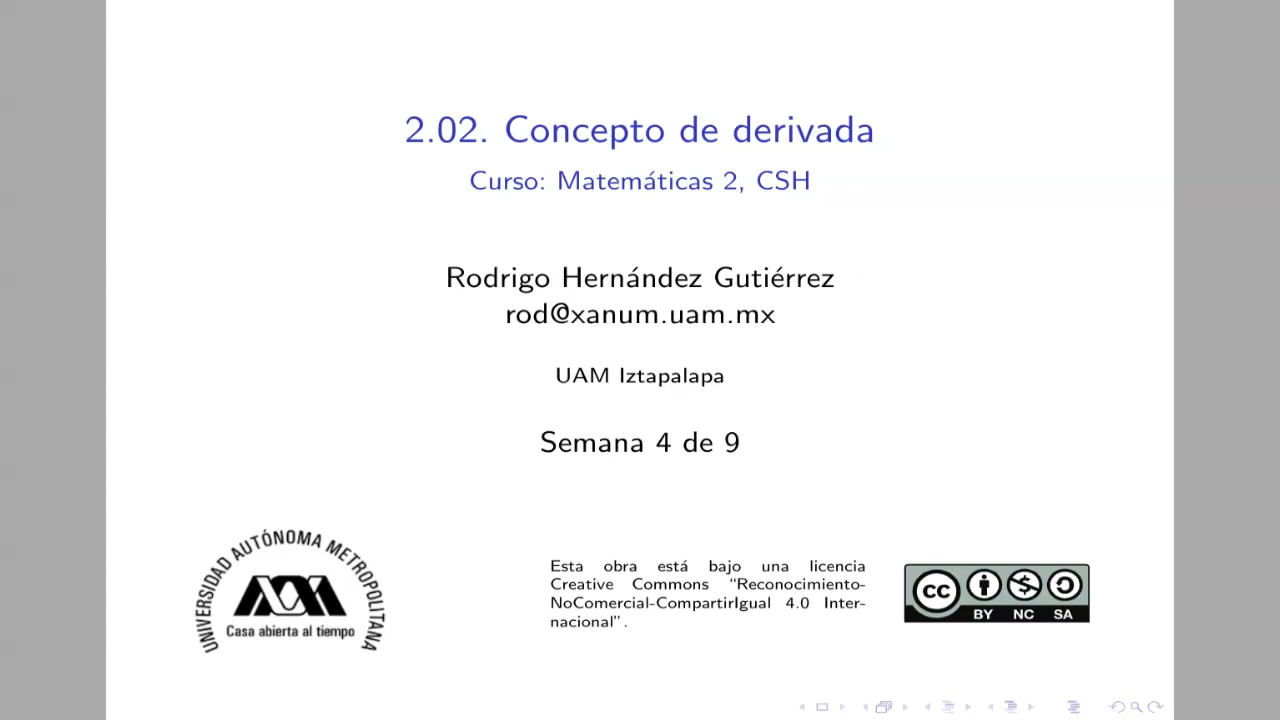 2.02. Concepto de derivada
Curso: Matemáticas 2, CSH
Rodrigo Hernández Gutiérrez
rod@xanum.uam.mx
UAM Iztapalapa
Semana 4 de 9
UNIVERSIDAD AUTÓNOMA METROPOLITANA
Casa abierta al tiempo
Esta obra está bajo una licencia
Creative Commons “Reconocimiento-
NoComercial-CompartirIgual 4.0 Inter-
nacional”.
CC
BY NC SA